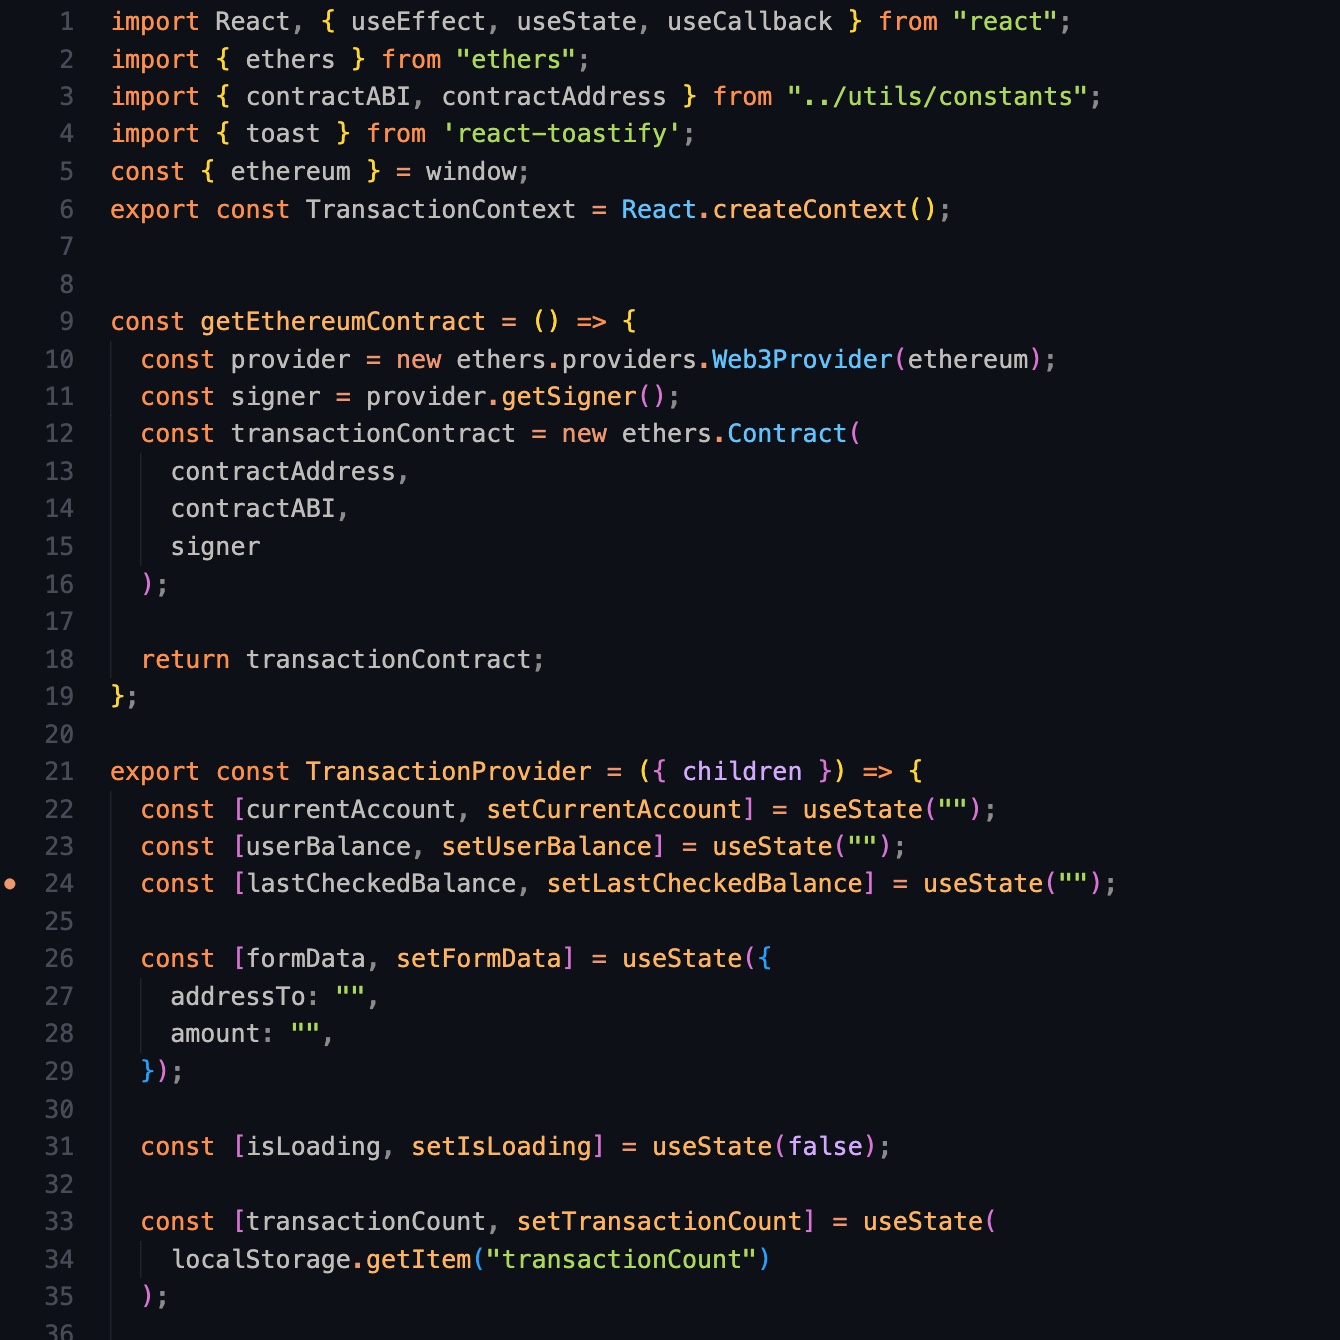 1 import React, { useEffect, useState, useCallback } from "react";
2 import { ethers } from "ethers";
3 import { contractABI, contractAddress } from "../utils/constants";
4 import { toast } from 'react-toastify';
5 const { ethereum } = window;
6 export const TransactionContext = React.createContext();
7
8
9 const getEthereumContract = () => {
10   const provider = new ethers.providers.Web3Provider(ethereum);
11   const signer = provider.getSigner();
12   const transactionContract = new ethers.Contract(
13     contractAddress,
14     contractABI,
15     signer
16   );
17
18   return transactionContract;
19 };
20
21 export const TransactionProvider = ({ children }) => {
22   const [currentAccount, setCurrentAccount] = useState("");
23   const [userBalance, setUserBalance] = useState("");
24   const [lastCheckedBalance, setLastCheckedBalance] = useState("");
25
26   const [formData, setFormData] = useState({
27     addressTo: "",
28     amount: "",
29   });
30
31   const [isLoading, setIsLoading] = useState(false);
32
33   const [transactionCount, setTransactionCount] = useState(
34     localStorage.getItem("transactionCount")
35   );
36